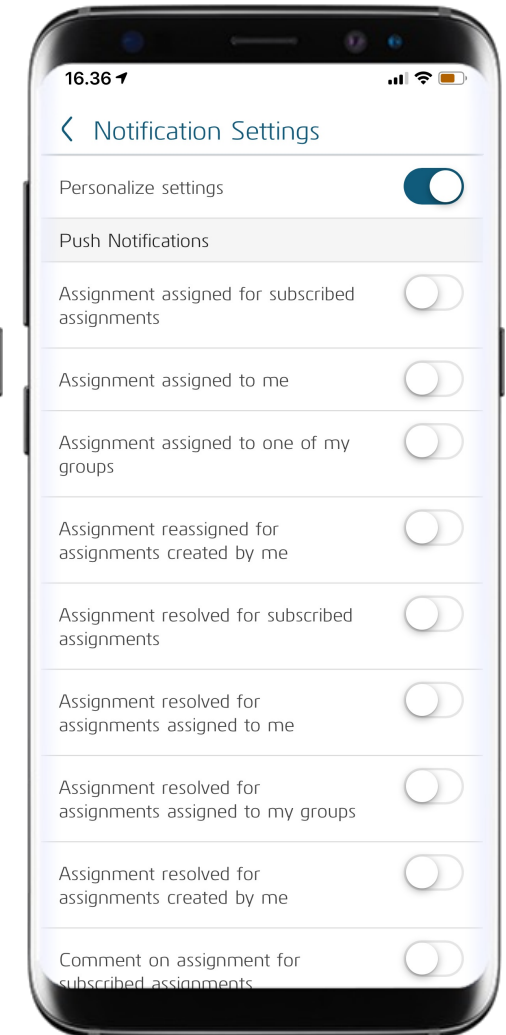 16.36
Notification Settings
Personalize settings
Push Notifications
Assignment assigned for subscribed
assignments
Assignment assigned to me
Assignment assigned to one of my
groups
Assignment reassigned for
assignments created by me
Assignment resolved for subscribed
assignments
Assignment resolved for
assignments assigned to me
Assignment resolved for
assignments assigned to my groups
Assignment resolved for
assignments created by me
Comment on assignment for
subscribed assignments